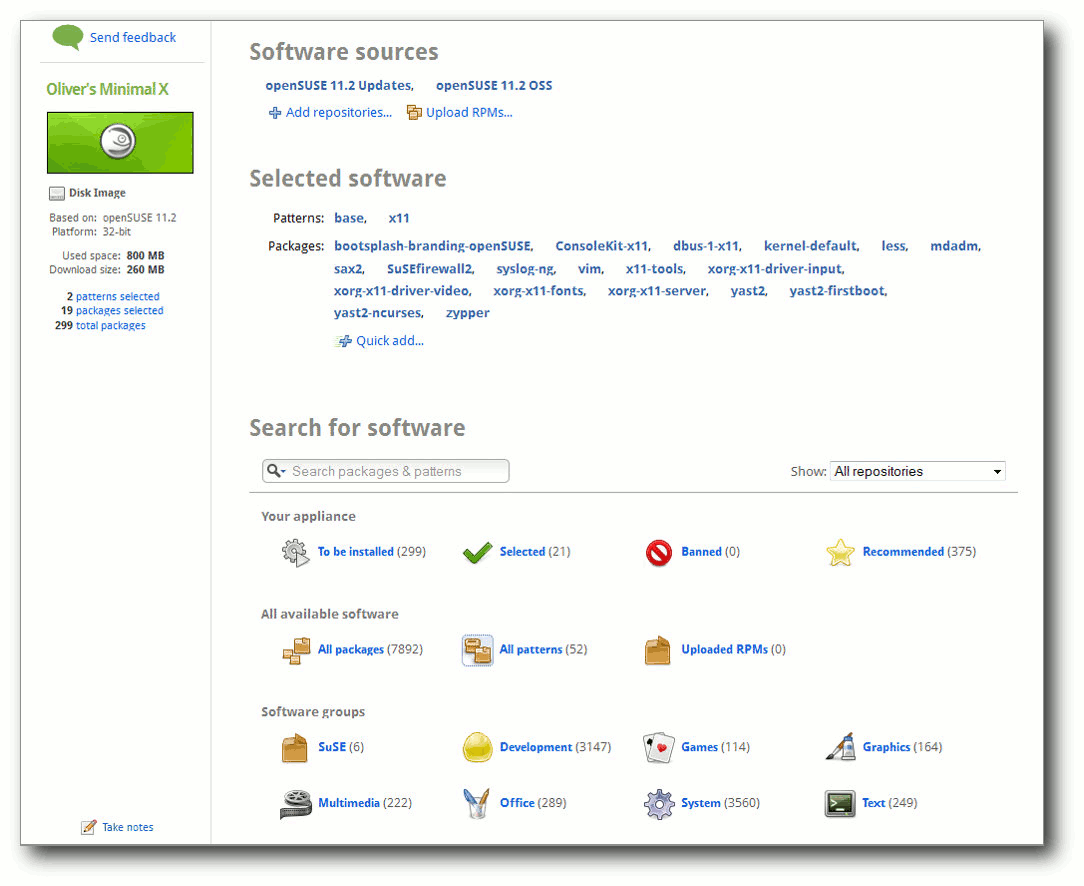 Send feedback
Oliver's Minimal X
Disk Image
Based on: openSUSE 11.2
Platform: 32-bit
Used space: 800 MB
Download size: 260 MB
2 patterns selected
19 packages selected
299 total packages
Take notes
Software sources
openSUSE 11.2 Updates, openSUSE 11.2 OSS
Add repositories... Upload RPMs...
Selected software
Patterns: base, x11
Packages: bootsplash-branding-openSUSE, ConsoleKit-x11, dbus-1-x11, kernel-default, less, mdadm,
sax2, SuSEfirewall2, syslog-ng, vim, x11-tools, xorg-x11-driver-input,
xorg-x11-driver-video, xorg-x11-fonts, xorg-x11-server, yast2, yast2-firstboot,
yast2-ncurses, zypper
Quick add...
Search for software
Search packages & patterns Show: All repositories
Your appliance
To be installed (299) Selected (21) Banned (0) Recommended (375)
All available software
All packages (7892) All patterns (52) Uploaded RPMs (0)
Software groups
SuSE (6) Development (3147) Games (114) Graphics (164)
Multimedia (222) Office (289) System (3560) Text (249)